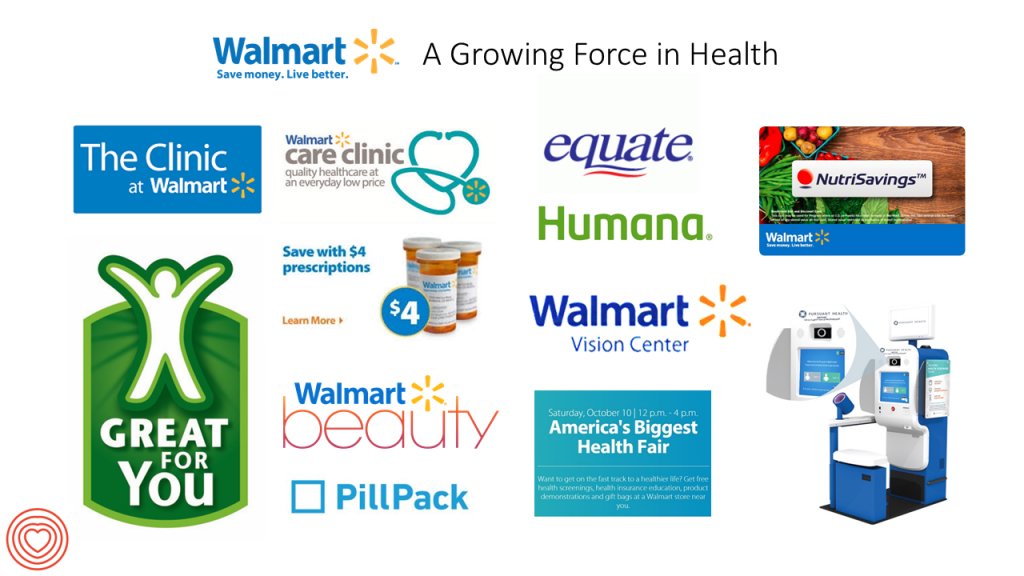 Walmart
Save money. Live better.
A Growing Force in Health
The Clinic
at Walmart
Walmart
care clinic
quality healthcare at
an everyday low price
equate®
Humana®
NutriSavings™
Walmart
Save money. Live better.
GREAT
FOR
You
Save with $4
prescriptions
Learn More
$4
Walmart
Vision Center
PURSUANT HEALTH
PURSUANT HEALTH
Walmart
beauty
PillPack
Saturday, October 10 | 12 p.m. - 4 p.m.
America's Biggest
Health Fair
Want to get on the fast track to a healthier life? Get free
health screenings, health insurance education, product
demonstrations and gift bags at a Walmart store near
you.